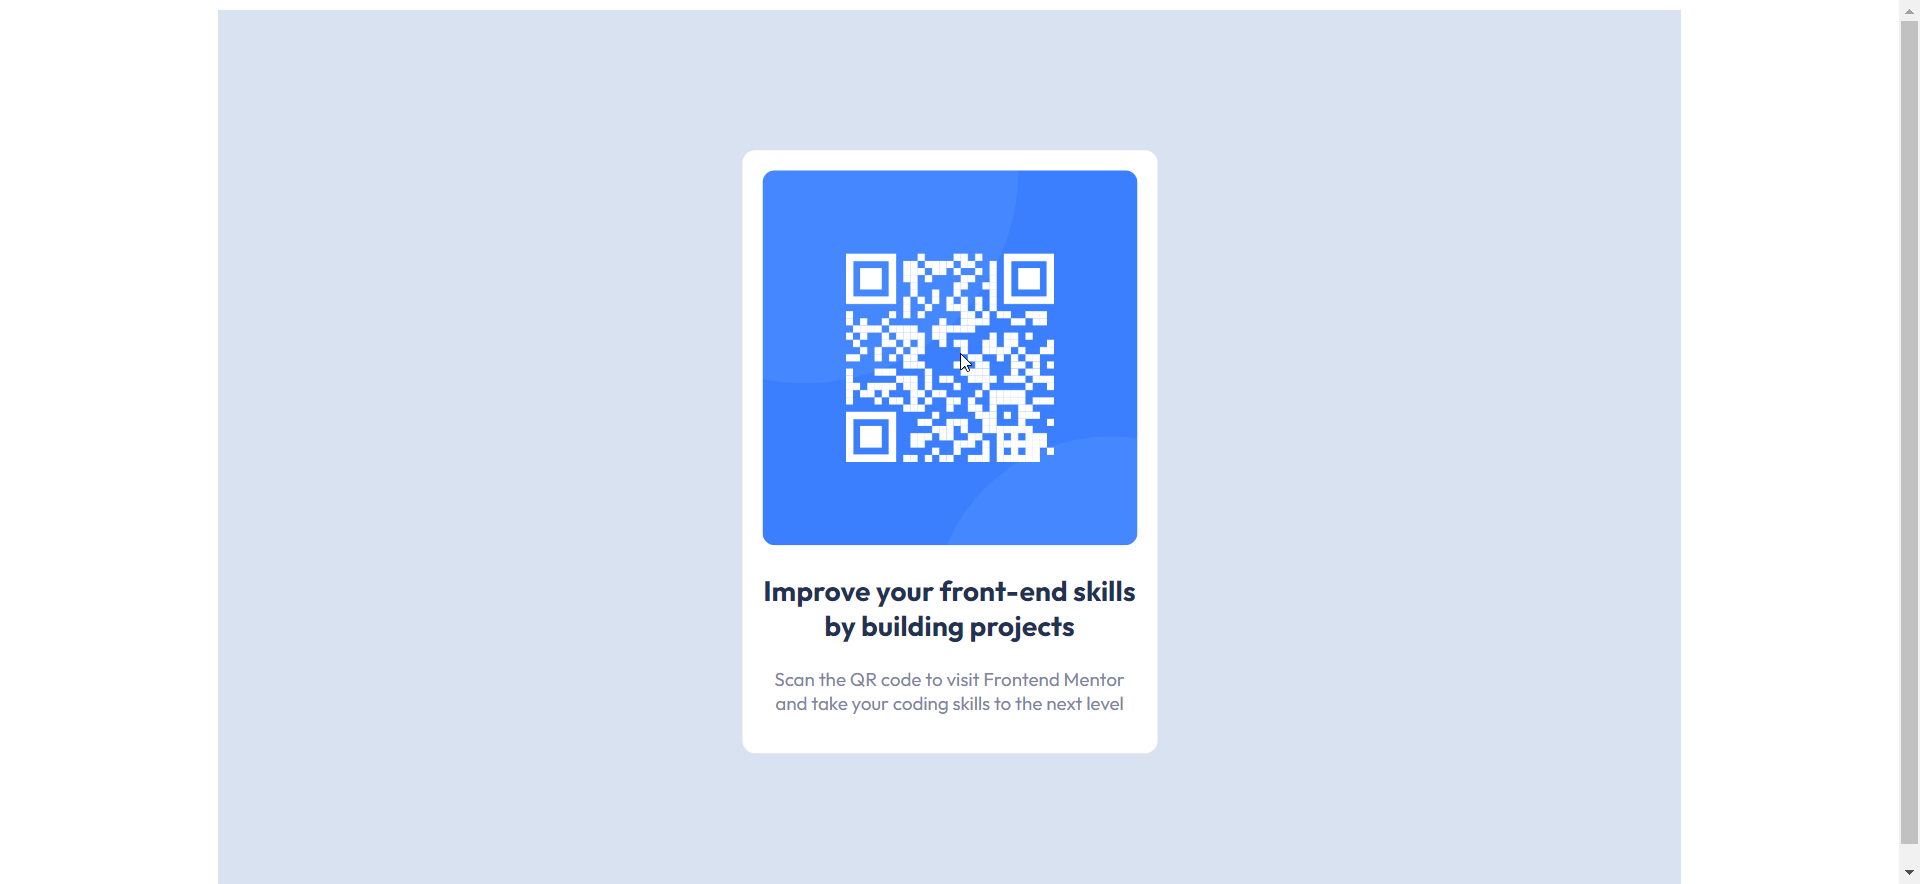 Improve your front-end skills
by building projects
Scan the QR code to visit Frontend Mentor
and take your coding skills to the next level